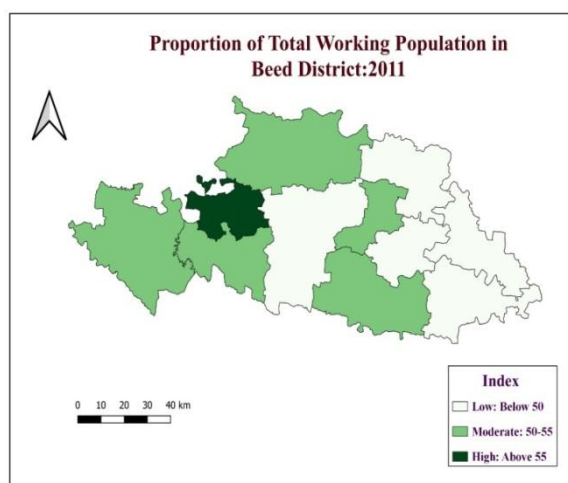 Proportion of Total Working Population in
Beed District:2011
0 10 20 30 40 km
Index
Low: Below 50
Moderate: 50-55
High: Above 55